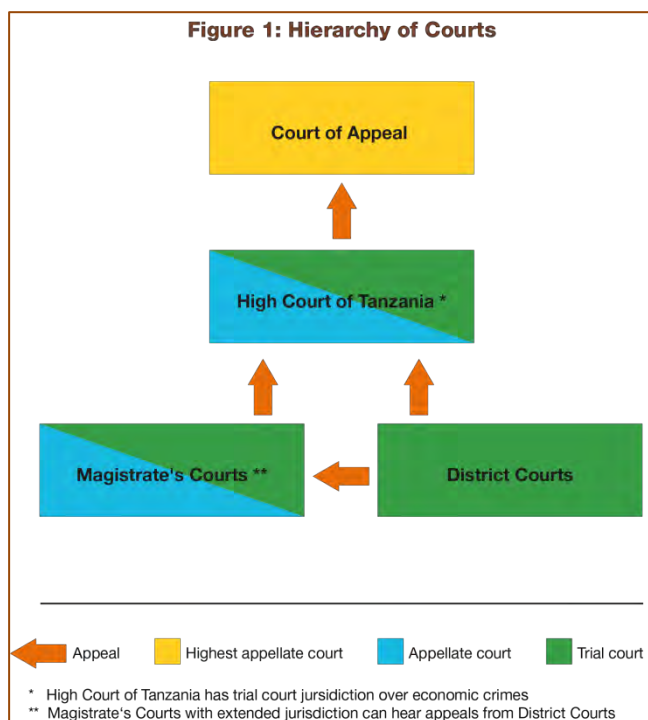 Figure 1: Hierarchy of Courts
Court of Appeal
High Court of Tanzania *
Magistrate's Courts **
District Courts
Appeal
Highest appellate court
Appellate court
Trial court
* High Court of Tanzania has trial court jursidiction over economic crimes
** Magistrate's Courts with extended jurisdiction can hear appeals from District Courts